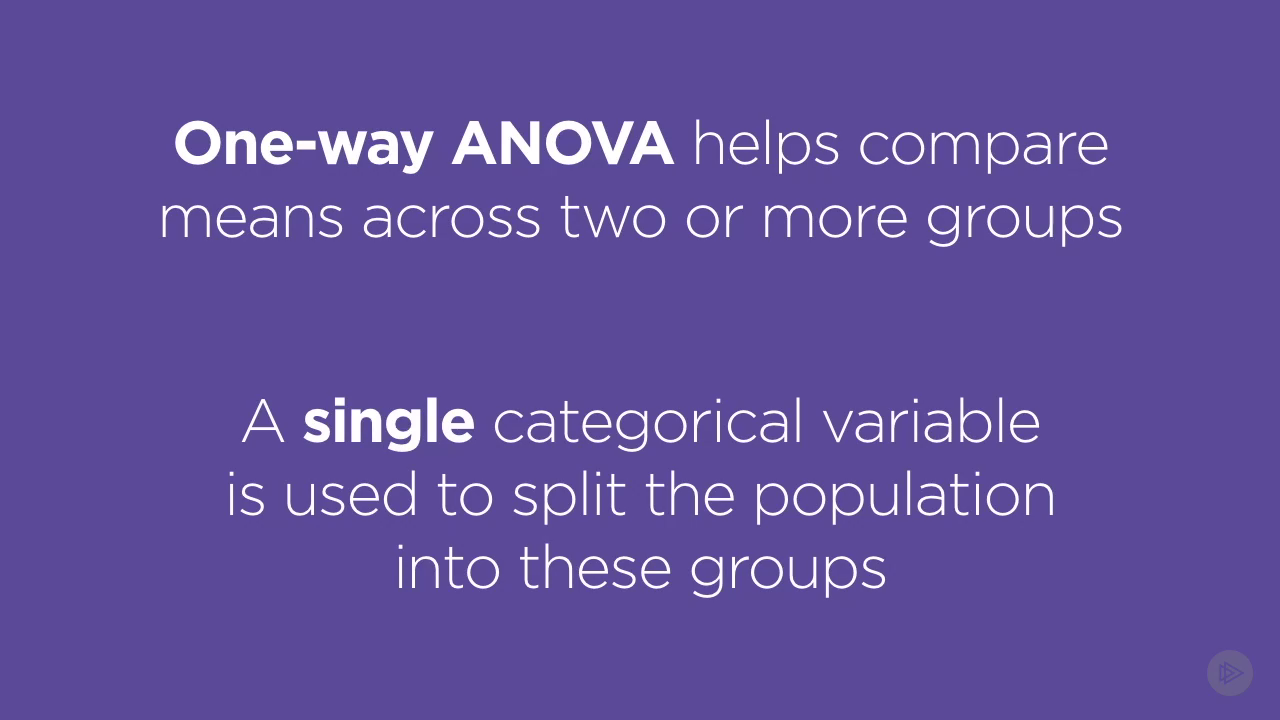 One-way ANOVA helps compare
means across two or more groups
A single categorical variable
is used to split the population
into these groups